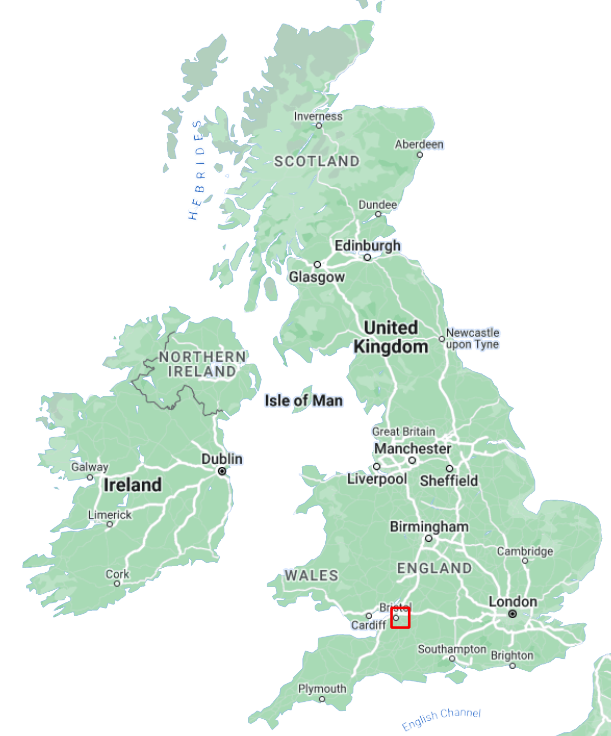 Inverness
Aberdeen
SCOTLAND
HEBRIDES
Dundee
Edinburgh
Glasgow
United
Kingdom
Newcastle
upon Tyne
NORTHERN
IRELAND
Isle of Man
Great Britain
Manchester
Dublin
Galway
Liverpool
Sheffield
Ireland
Limerick
Birmingham
Cambridge
Cork
WALES
ENGLAND
London
Bristol
Cardiff
Southampton
Brighton
Plymouth
English Channel